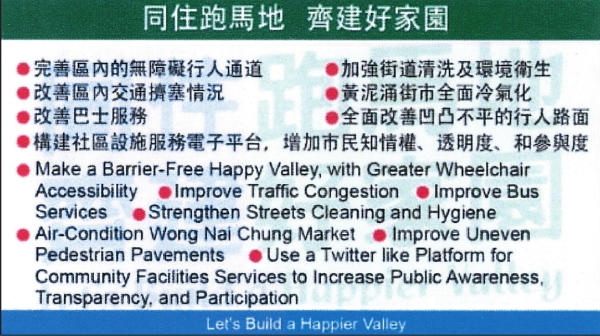 同住跑馬地 齊建好家園
●完善區內的無障礙行人通道 ●加強街道清洗及環境衛生
●改善區內交通擠塞情況 ●黃泥涌街市全面冷氣化
●改善巴士服務 ●全面改善凹凸不平的行人路面
●構建社區設施服務電子平台，增加市民知情權、透明度、和參與度
●Make a Barrier-Free Happy Valley, with Greater Wheelchair
Accessibility ●Improve Traffic Congestion ●Improve Bus
Services ●Strengthen Streets Cleaning and Hygiene
●Air-Condition Wong Nai Chung Market ●Improve Uneven
Pedestrian Pavements ●Use a Twitter like Platform for
Community Facilities Services to Increase Public Awareness,
Transparency, and Participation
Let's Build a Happier Valley